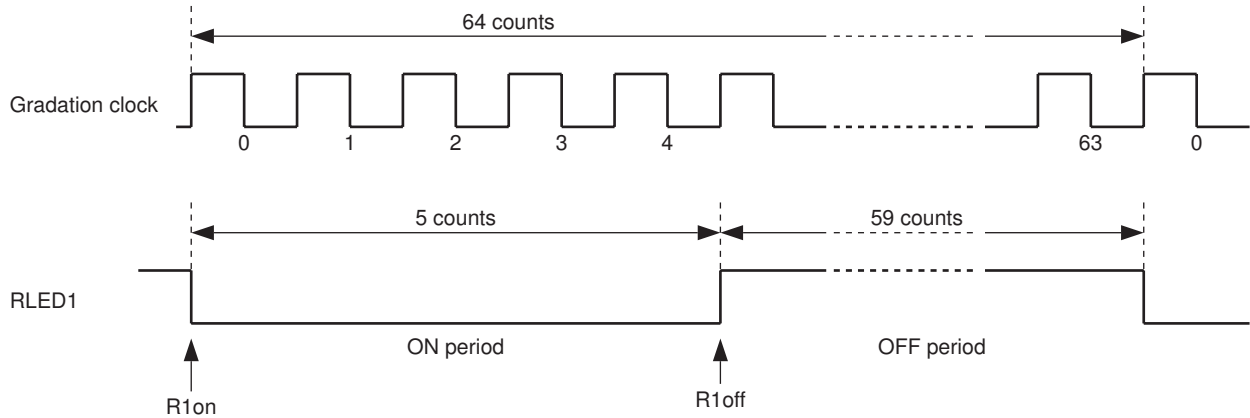 64 counts
Gradation clock
0 1 2 3 4 63 0
5 counts 59 counts
RLED1
ON period OFF period
R1on R1off